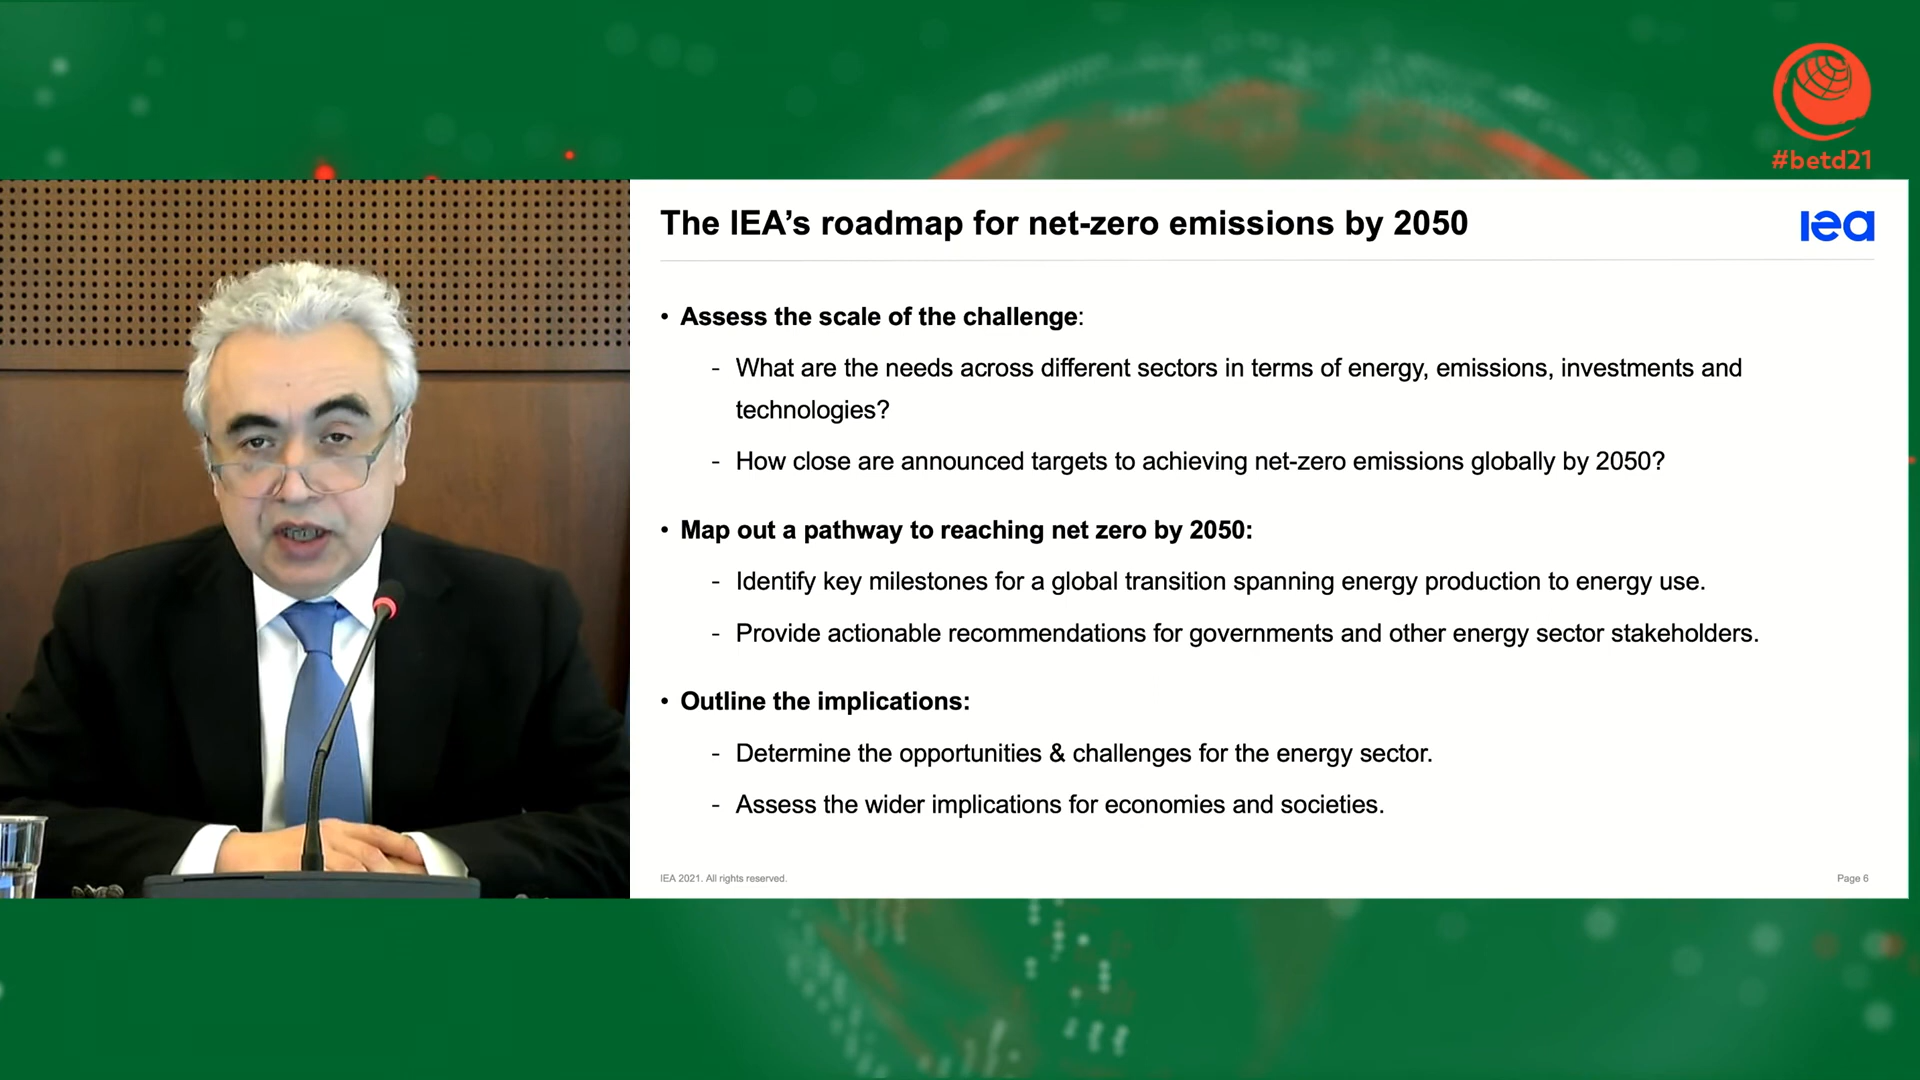 #betd21
The IEA’s roadmap for net-zero emissions by 2050
iea
• Assess the scale of the challenge:
- What are the needs across different sectors in terms of energy, emissions, investments and
technologies?
- How close are announced targets to achieving net-zero emissions globally by 2050?
• Map out a pathway to reaching net zero by 2050:
- Identify key milestones for a global transition spanning energy production to energy use.
- Provide actionable recommendations for governments and other energy sector stakeholders.
• Outline the implications:
- Determine the opportunities & challenges for the energy sector.
- Assess the wider implications for economies and societies.
IEA 2021. All rights reserved.
Page 6